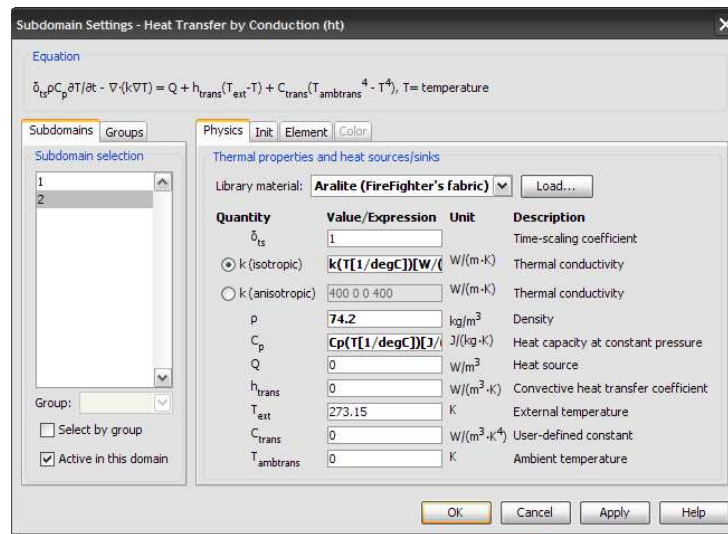 Subdomain Settings - Heat Transfer by Conduction (ht)
Equation
δtsρCp∂T/∂t - ∇·(k∇T) = Q + htrans(Text-T) + Ctrans(Tambtrans⁴ - T⁴), T= temperature
Subdomains Groups
Subdomain selection
1
2
Group:
Select by group
Active in this domain
Physics Init Element Color
Thermal properties and heat sources/sinks
Library material: Aralite (FireFighter's fabric) Load...
Quantity Value/Expression Unit Description
δts 1 Time-scaling coefficient
k (isotropic) k(T[1/degC])[W/( W/(m·K) Thermal conductivity
k (anisotropic) 400 0 0 400 W/(m·K) Thermal conductivity
ρ 74.2 kg/m³ Density
Cp Cp(T[1/degC])[J/( J/(kg·K) Heat capacity at constant pressure
Q 0 W/m³ Heat source
htrans 0 W/(m³·K) Convective heat transfer coefficient
Text 273.15 K External temperature
Ctrans 0 W/(m³·K⁴) User-defined constant
Tambtrans 0 K Ambient temperature
OK Cancel Apply Help